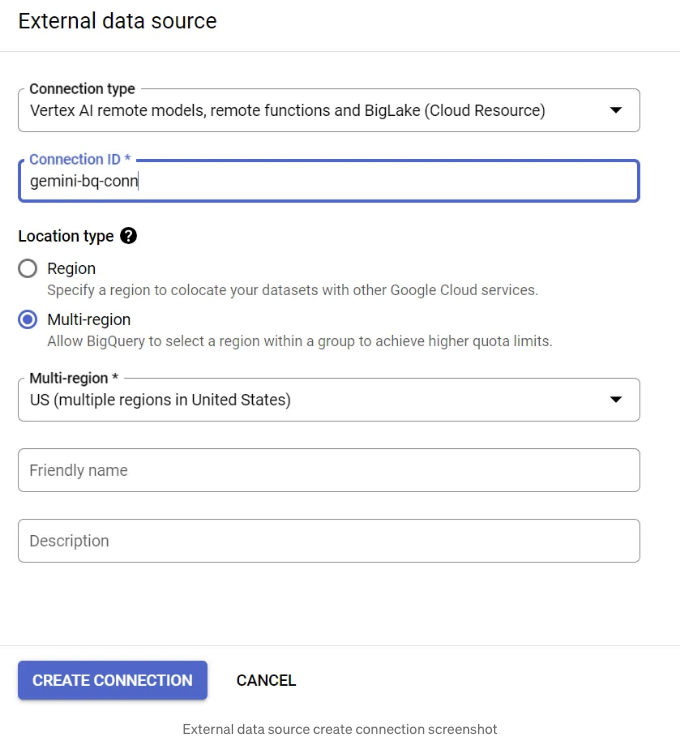 External data source
Connection type
Vertex AI remote models, remote functions and BigLake (Cloud Resource)
Connection ID *
gemini-bq-conn
Location type ?
Region
Specify a region to colocate your datasets with other Google Cloud services.
Multi-region
Allow BigQuery to select a region within a group to achieve higher quota limits.
Multi-region *
US (multiple regions in United States)
Friendly name
Description
CREATE CONNECTION CANCEL
External data source create connection screenshot